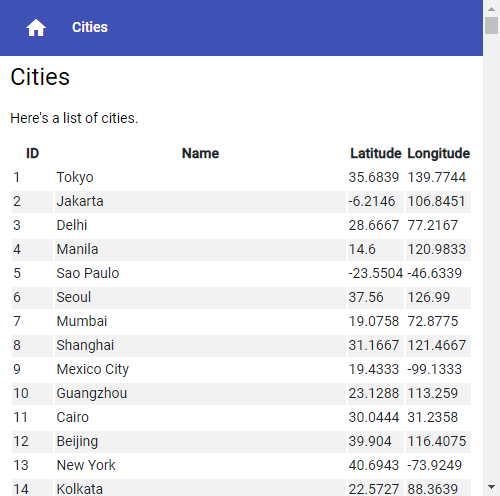 Cities
Cities
Here's a list of cities.
ID Name Latitude Longitude
1 Tokyo 35.6839 139.7744
2 Jakarta -6.2146 106.8451
3 Delhi 28.6667 77.2167
4 Manila 14.6 120.9833
5 Sao Paulo -23.5504 -46.6339
6 Seoul 37.56 126.99
7 Mumbai 19.0758 72.8775
8 Shanghai 31.1667 121.4667
9 Mexico City 19.4333 -99.1333
10 Guangzhou 23.1288 113.259
11 Cairo 30.0444 31.2358
12 Beijing 39.904 116.4075
13 New York 40.6943 -73.9249
14 Kolkata 22.5727 88.3639